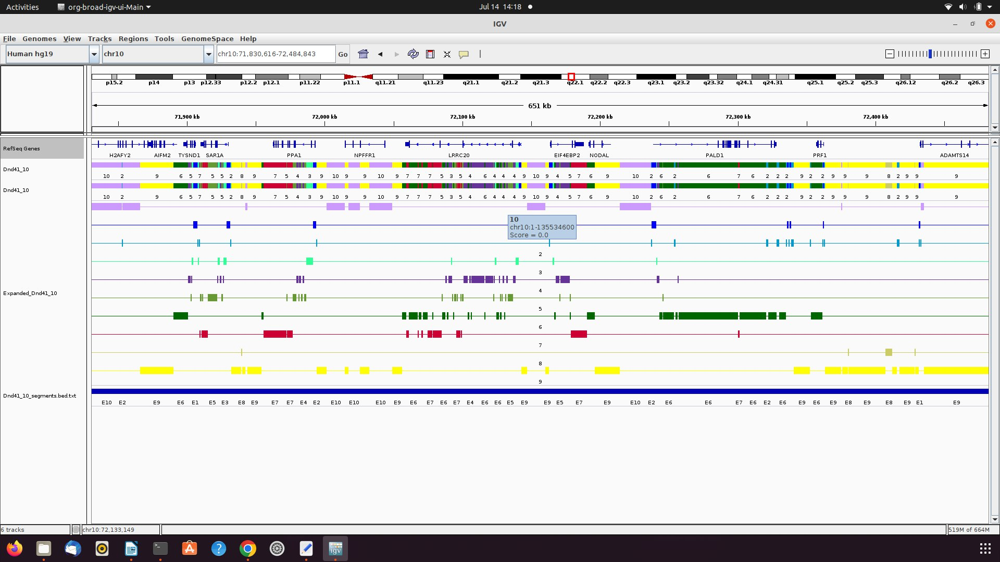 Activities org-broad-igv-ui-Main Jul 14 14:18
IGV
File Genomes View Tracks Regions Tools GenomeSpace Help
Human hg19 chr10 chr10:71,830,616-72,484,843 Go
p15.2 p14 p13 p12.33 p12.2 p12.1 p11.22 p11.1 q11.21 q11.23 q21.1 q21.2 q21.3 q22.1 q22.2 q22.3 q23.1 q23.2 q23.32 q24.1 q24.31 q25.1 q25.2 q25.3 q26.12 q26.2 q26.3
651 kb
71,900 kb 72,000 kb 72,100 kb 72,200 kb 72,300 kb 72,400 kb
RefSeq Genes
H2AFY2 AIFM2 TYSND1 SAR1A PPA1 NPFFR1 LRRC20 EIF4EBP2 NODAL PALD1 PRF1 ADAMTS14
Dnd41_10
10 2 9 6 5 7 5 5 2 8 9 7 5 4 3 9 10 9 9 10 9 7 7 7 5 3 5 4 6 4 4 4 9 10 9 4 5 7 6 9 10 2 6 2 6 7 6 2 2 2 9 2 2 9 9 9 8 2 9 9 9
Dnd41_10
10 2 9 6 5 7 5 5 2 8 9 7 5 4 3 9 10 9 9 10 9 7 7 7 5 3 5 4 6 4 4 4 9 10 9 4 5 7 6 9 10 2 6 2 6 7 6 2 2 2 9 2 2 9 9 9 8 2 9 9 9
10
chr10:1-135534600
Score = 0.0
2
3
4
Expanded_Dnd41_10
5
6
7
8
9
Dnd41_10_segments.bed.txt
E10 E2 E9 E6 E1 E5 E3 E8 E9 E7 E7 E4 E2 E10 E10 E10 E9 E6 E7 E6 E7 E4 E6 E6 E5 E9 E9 E5 E7 E9 E10 E2 E6 E6 E7 E6 E2 E6 E9 E6 E9 E8 E9 E8 E9 E1 E9
6 tracks chr10:72,133,149 519M of 664M
igv